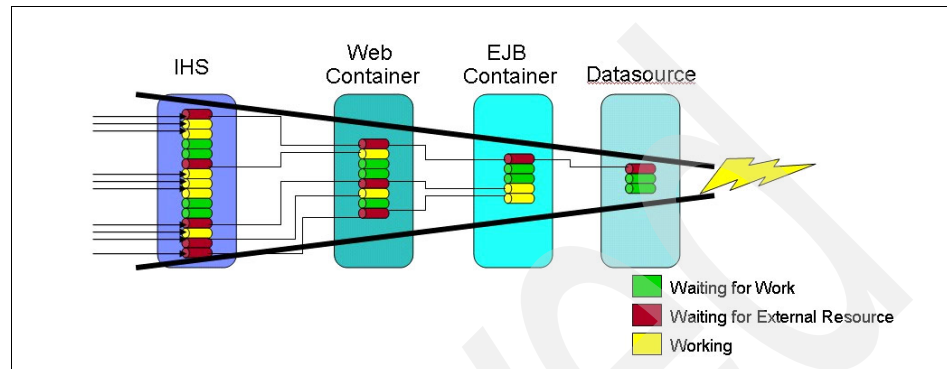 IHS
Web
Container
EJB
Container
Datasource
Waiting for Work
Waiting for External Resource
Working